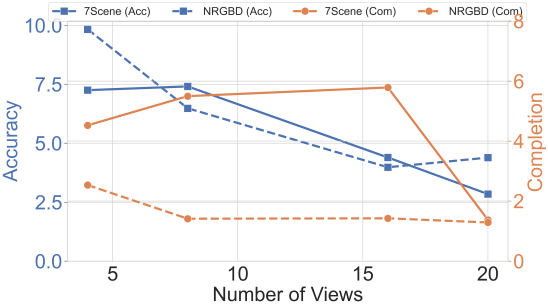 7Scene (Acc) NRGBD (Acc) 7Scene (Com) NRGBD (Com)
10.0 8
7.5 6
5.0 4
2.5 2
0.0 0
Accuracy
Completion
5 10 15 20
Number of Views